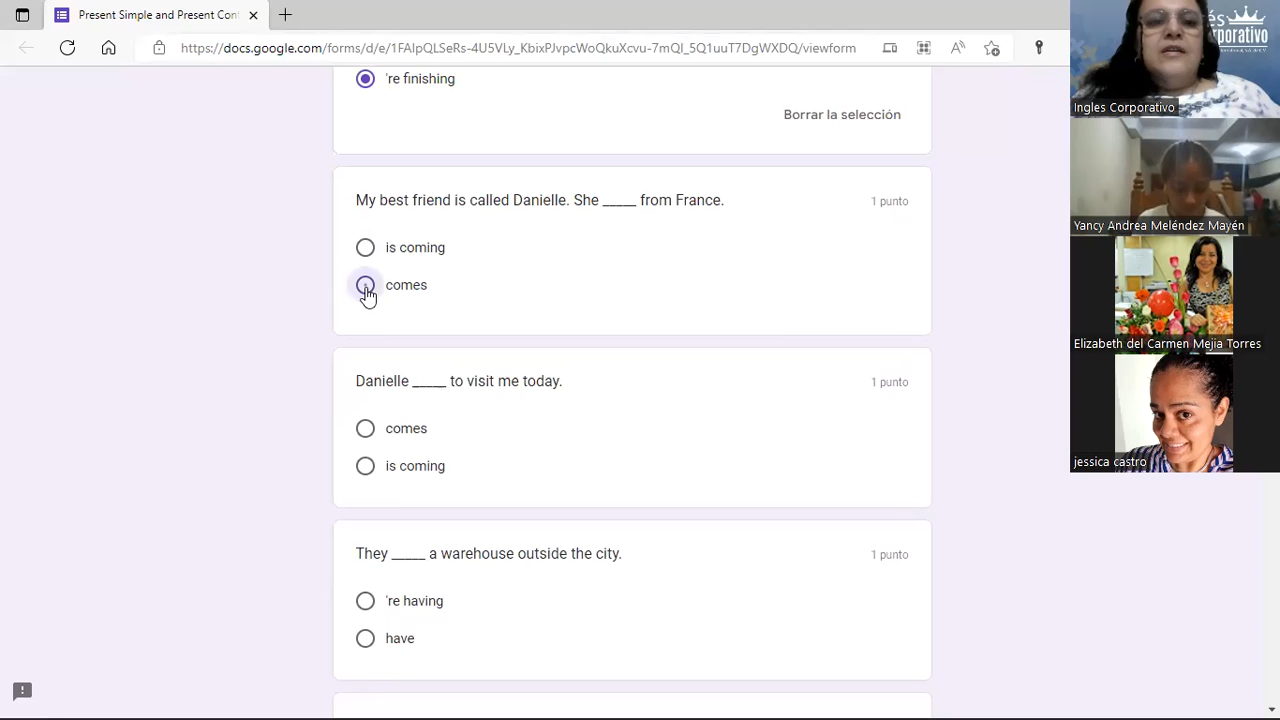 Present Simple and Present Con
https://docs.google.com/forms/d/e/1FAIpQLSeRs-4U5VLy_KbixPJvpcWoQkuXcvu-7mQI_5Q1uuT7DgWXDQ/viewform
're finishing
Borrar la selección
My best friend is called Danielle. She _____ from France.
1 punto
is coming
comes
Danielle _____ to visit me today.
1 punto
comes
is coming
They _____ a warehouse outside the city.
1 punto
're having
have
Ingles Corporativo
Yancy Andrea Meléndez Mayén
Elizabeth del Carmen Mejía Torres
jessica castro